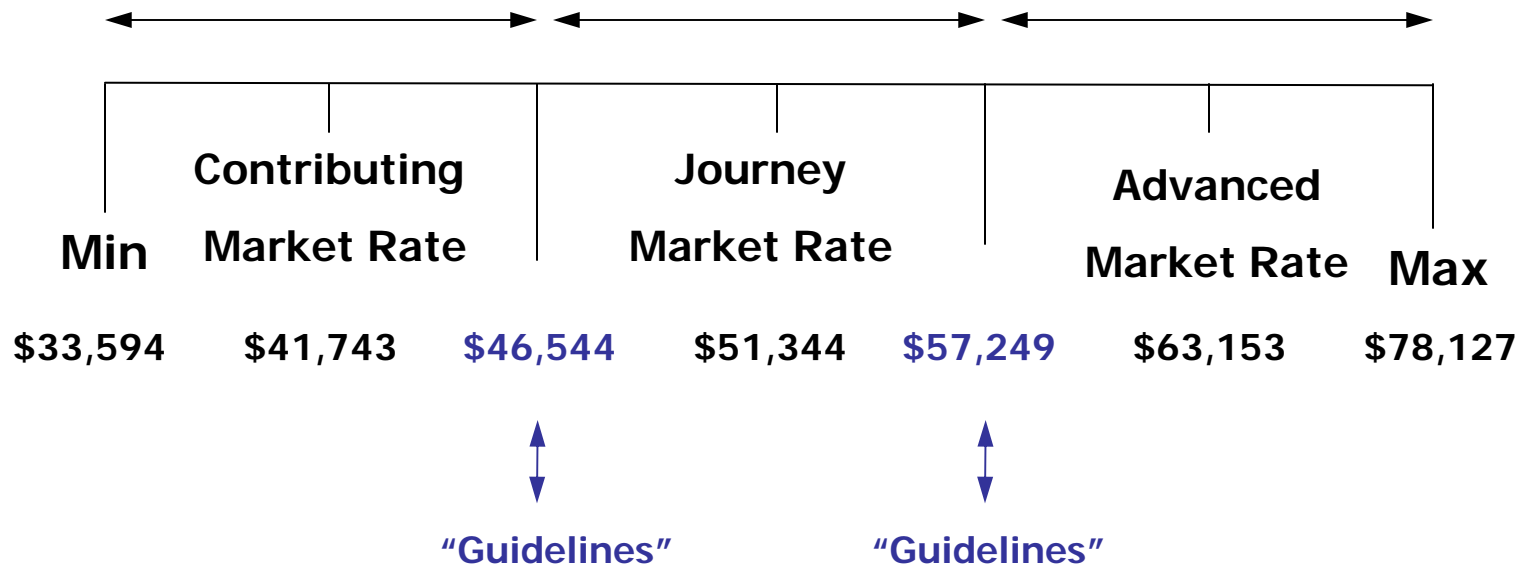 Contributing
Market Rate
Journey
Market Rate
Advanced
Market Rate
Min
Max
$33,594 $41,743 $46,544 $51,344 $57,249 $63,153 $78,127
“Guidelines” “Guidelines”